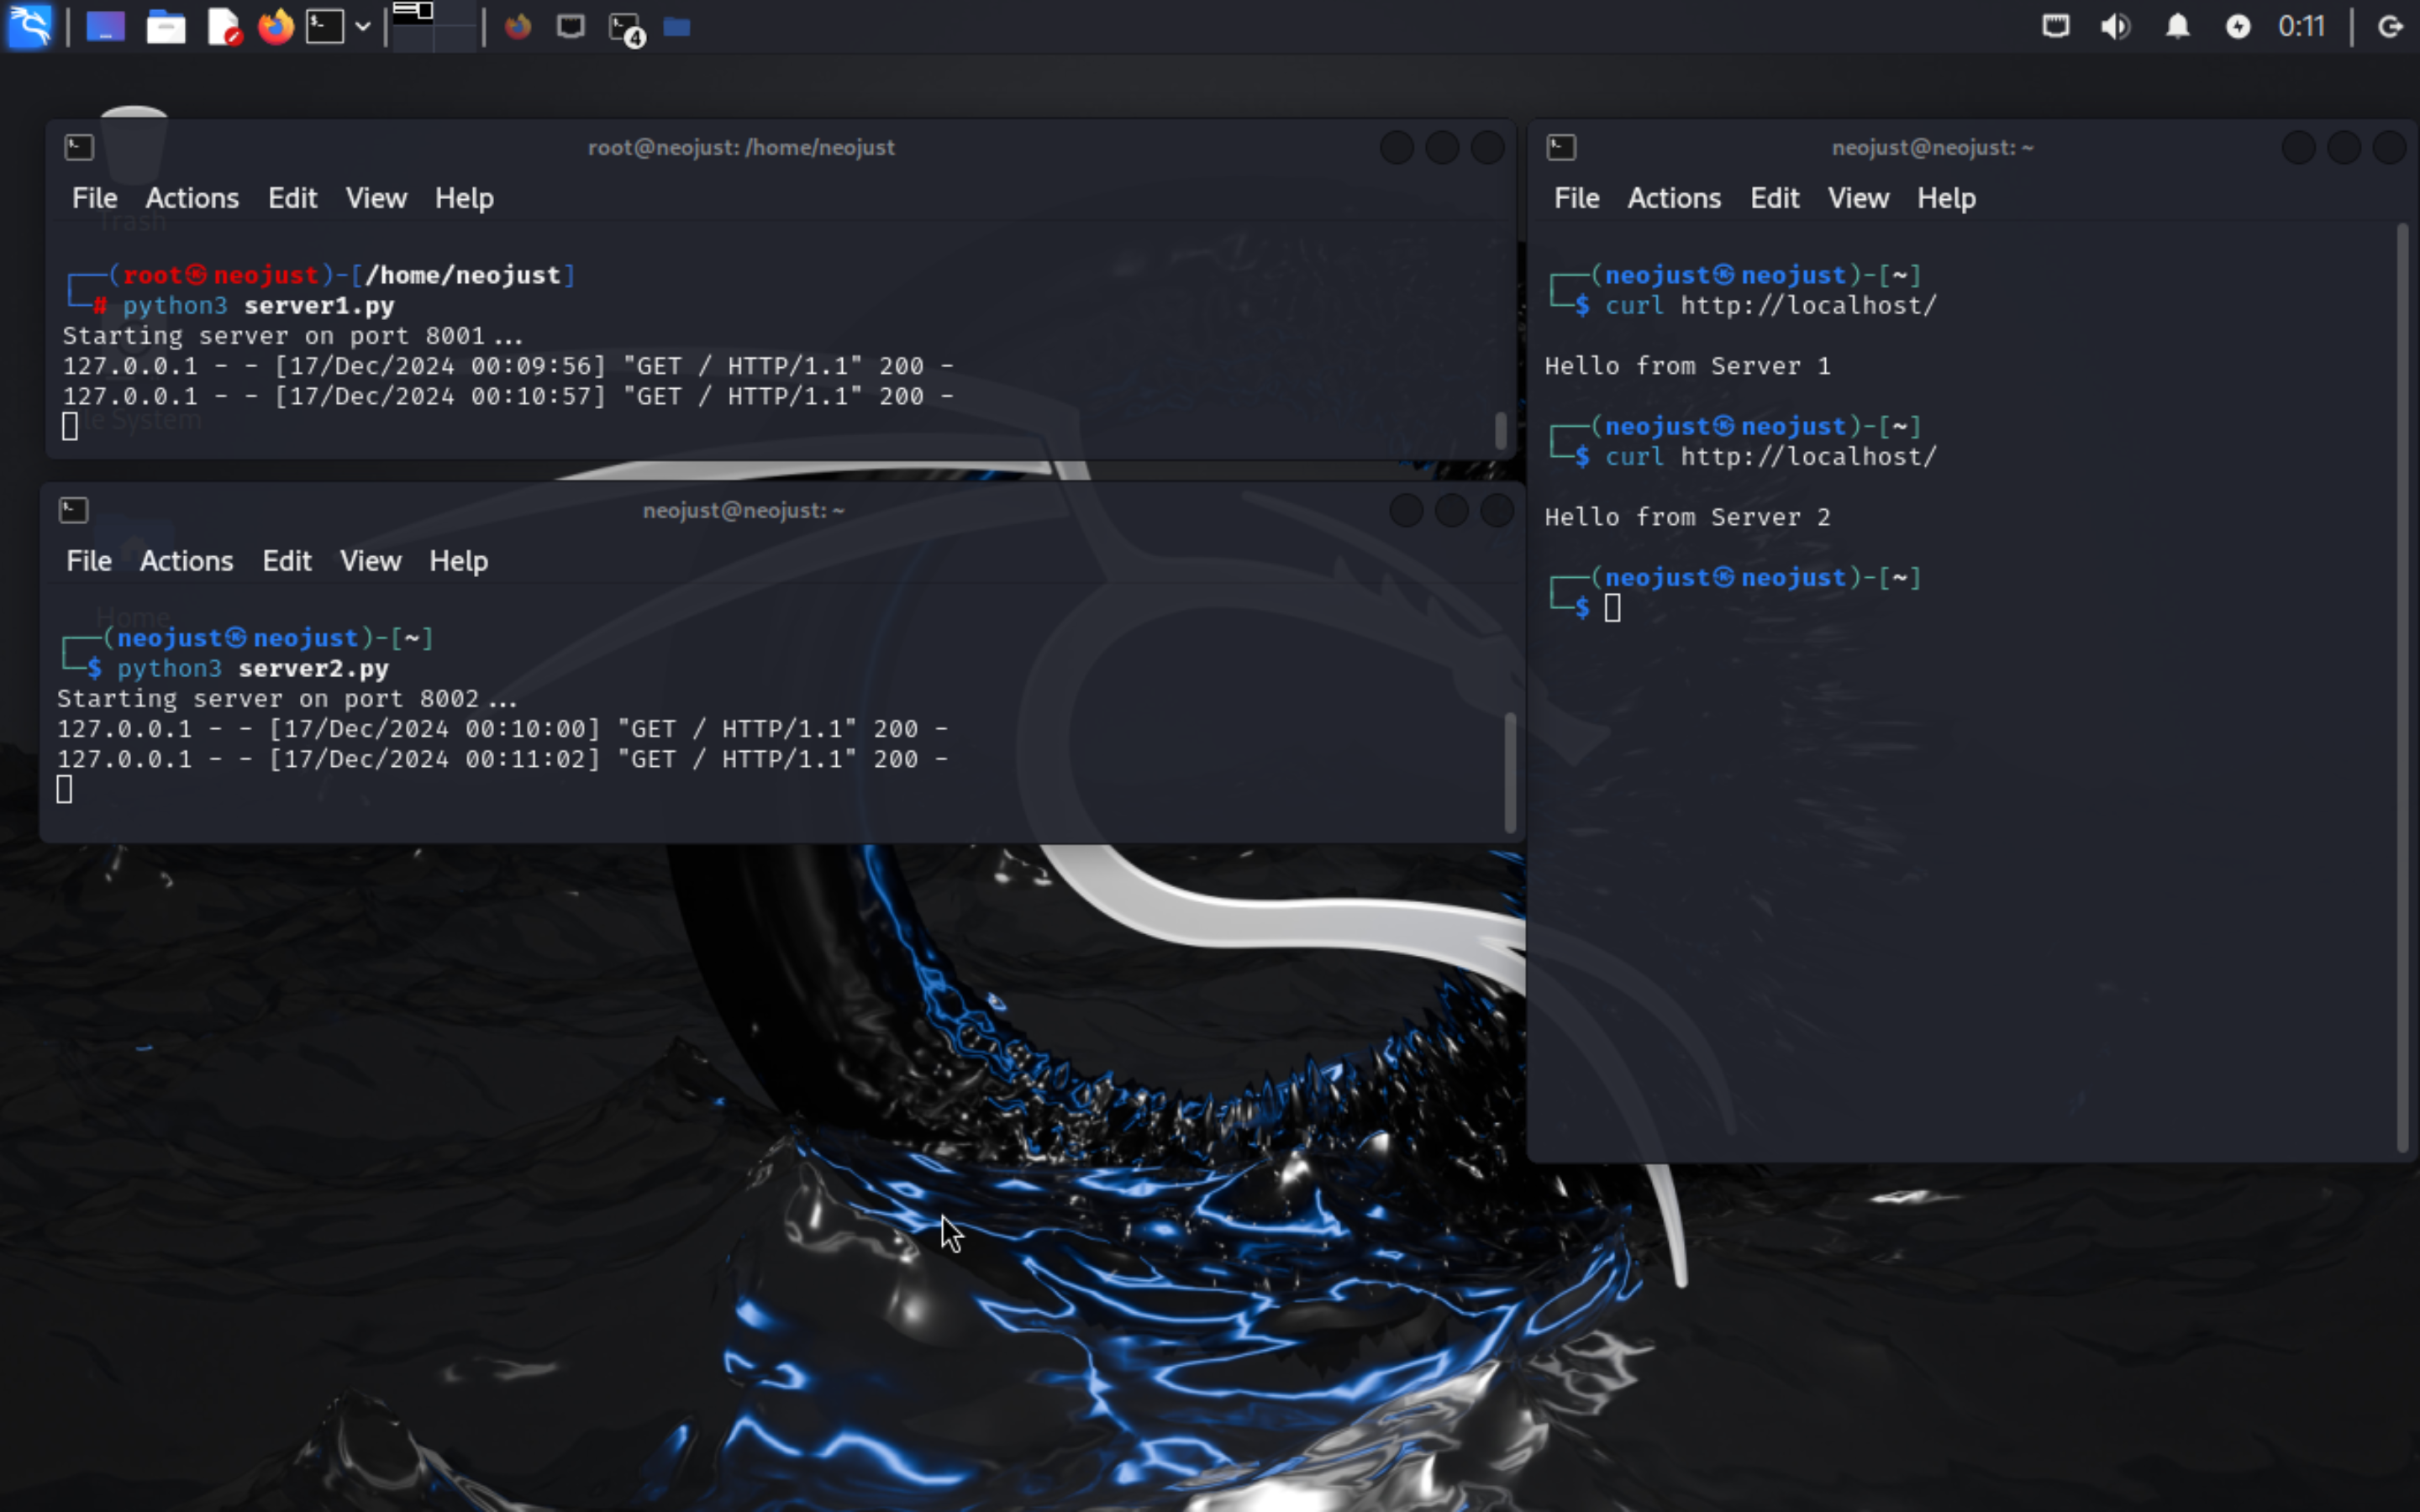 4
0:11
root@neojust: /home/neojust
File Actions Edit View Help
Trash
┌──(root㉿neojust)-[/home/neojust]
└─# python3 server1.py
Starting server on port 8001...
127.0.0.1 - - [17/Dec/2024 00:09:56] "GET / HTTP/1.1" 200 -
127.0.0.1 - - [17/Dec/2024 00:10:57] "GET / HTTP/1.1" 200 -
System
neojust@neojust: ~
File Actions Edit View Help
Home
┌──(neojust㉿neojust)-[~]
└─$ python3 server2.py
Starting server on port 8002...
127.0.0.1 - - [17/Dec/2024 00:10:00] "GET / HTTP/1.1" 200 -
127.0.0.1 - - [17/Dec/2024 00:11:02] "GET / HTTP/1.1" 200 -
neojust@neojust: ~
File Actions Edit View Help
┌──(neojust㉿neojust)-[~]
└─$ curl http://localhost/
Hello from Server 1
┌──(neojust㉿neojust)-[~]
└─$ curl http://localhost/
Hello from Server 2
┌──(neojust㉿neojust)-[~]
└─$